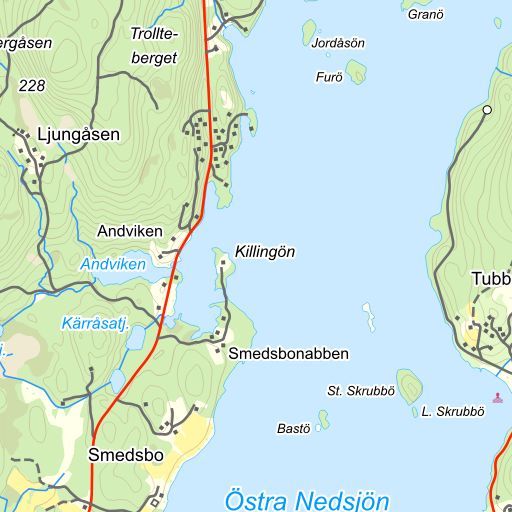 Granö
Trollte-
berget
Jordåsön
Furö
228
Ljungåsen
Andviken
Killingön
Andviken
Tubb
Kärråsatj.
Smedsbonabben
St. Skrubbö
L. Skrubbö
Bastö
Smedsbo
Östra Nedsjön